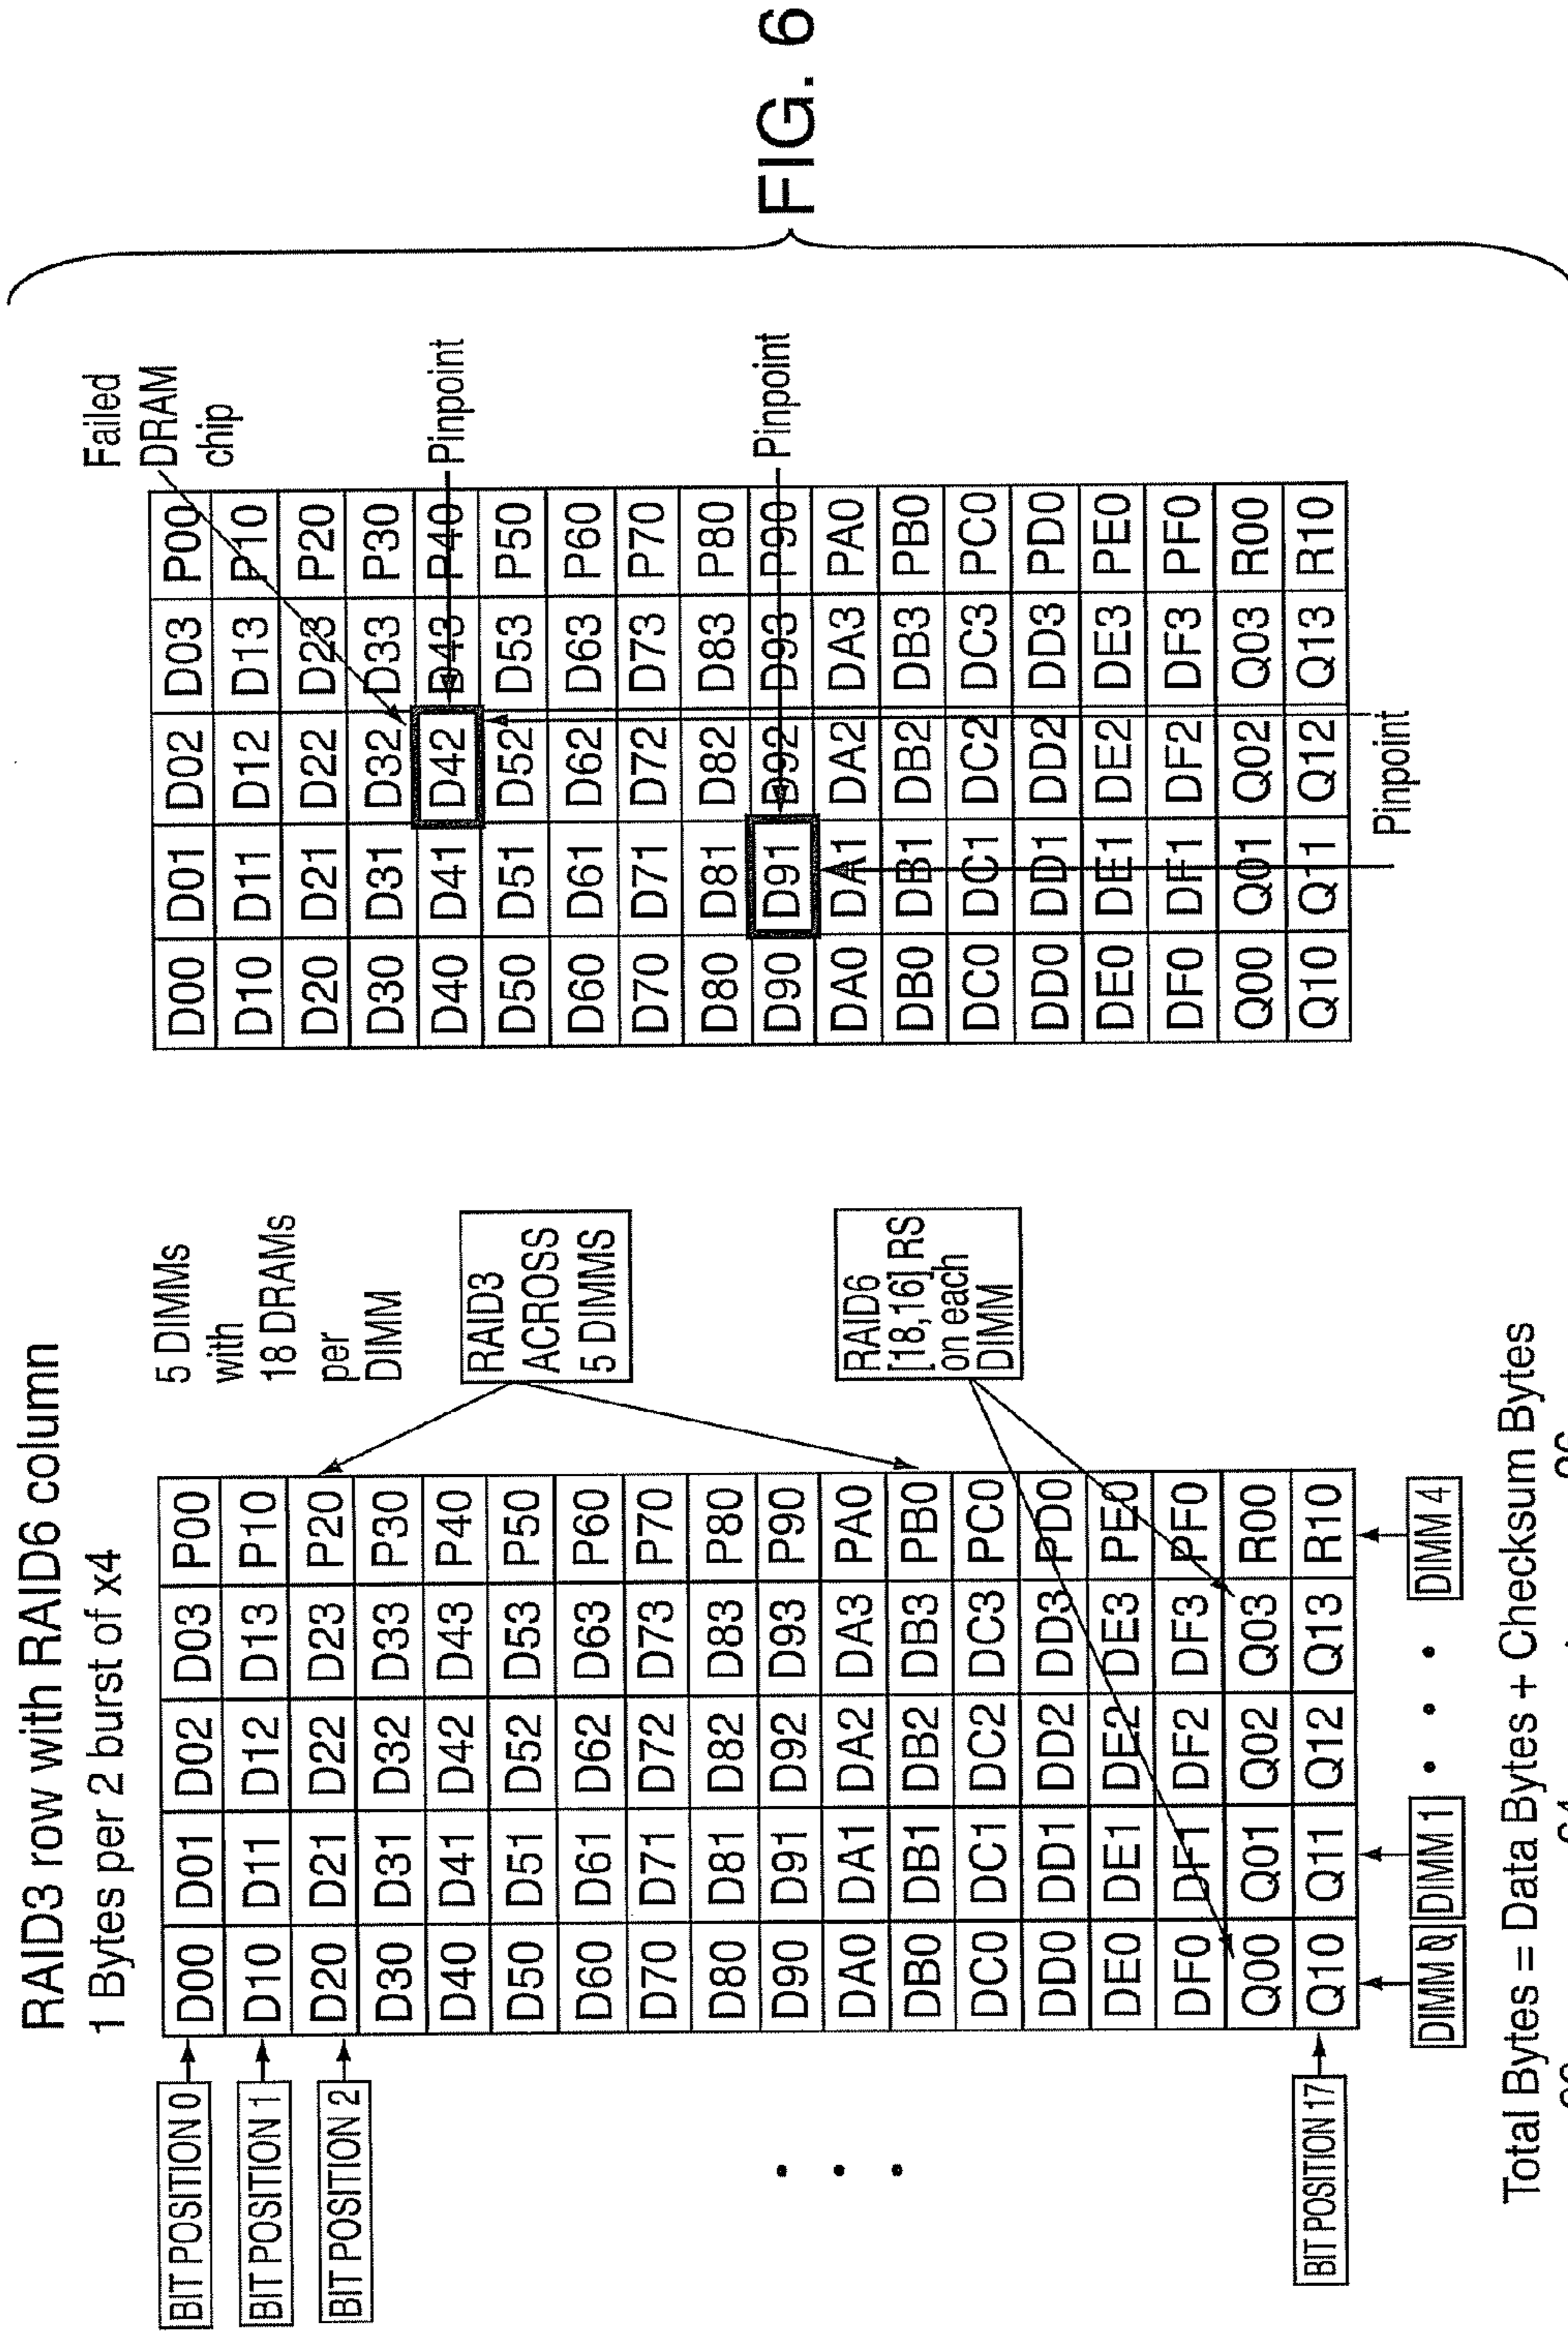 RAID3 row with RAID6 column
1 Bytes per 2 burst of x4
BIT POSITION 0
BIT POSITION 1
BIT POSITION 2
BIT POSITION 17
D00 D01 D02 D03 P00
D10 D11 D12 D13 P10
D20 D21 D22 D23 P20
D30 D31 D32 D33 P30
D40 D41 D42 D43 P40
D50 D51 D52 D53 P50
D60 D61 D62 D63 P60
D70 D71 D72 D73 P70
D80 D81 D82 D83 P80
D90 D91 D92 D93 P90
DA0 DA1 DA2 DA3 PA0
DB0 DB1 DB2 DB3 PB0
DC0 DC1 DC2 DC3 PC0
DD0 DD1 DD2 DD3 PD0
DE0 DE1 DE2 DE3 PE0
DF0 DF1 DF2 DF3 PF0
Q00 Q01 Q02 Q03 R00
Q10 Q11 Q12 Q13 R10
DIMM 0 DIMM 1 • • • DIMM 4
5 DIMMs
with
18 DRAMs
per
DIMM
RAID3
ACROSS
5 DIMMS
RAID6
[18,16] RS
on each
DIMM
Total Bytes = Data Bytes + Checksum Bytes
D00 D01 D02 D03 P00
D10 D11 D12 D13 P10
D20 D21 D22 D23 P20
D30 D31 D32 D33 P30
D40 D41 D42 D43 P40
D50 D51 D52 D53 P50
D60 D61 D62 D63 P60
D70 D71 D72 D73 P70
D80 D81 D82 D83 P80
D90 D91 D92 D93 P90
DA0 DA1 DA2 DA3 PA0
DB0 DB1 DB2 DB3 PB0
DC0 DC1 DC2 DC3 PC0
DD0 DD1 DD2 DD3 PD0
DE0 DE1 DE2 DE3 PE0
DF0 DF1 DF2 DF3 PF0
Q00 Q01 Q02 Q03 R00
Q10 Q11 Q12 Q13 R10
Failed
DRAM
chip
Pinpoint
Pinpoint
Pinpoint
FIG. 6